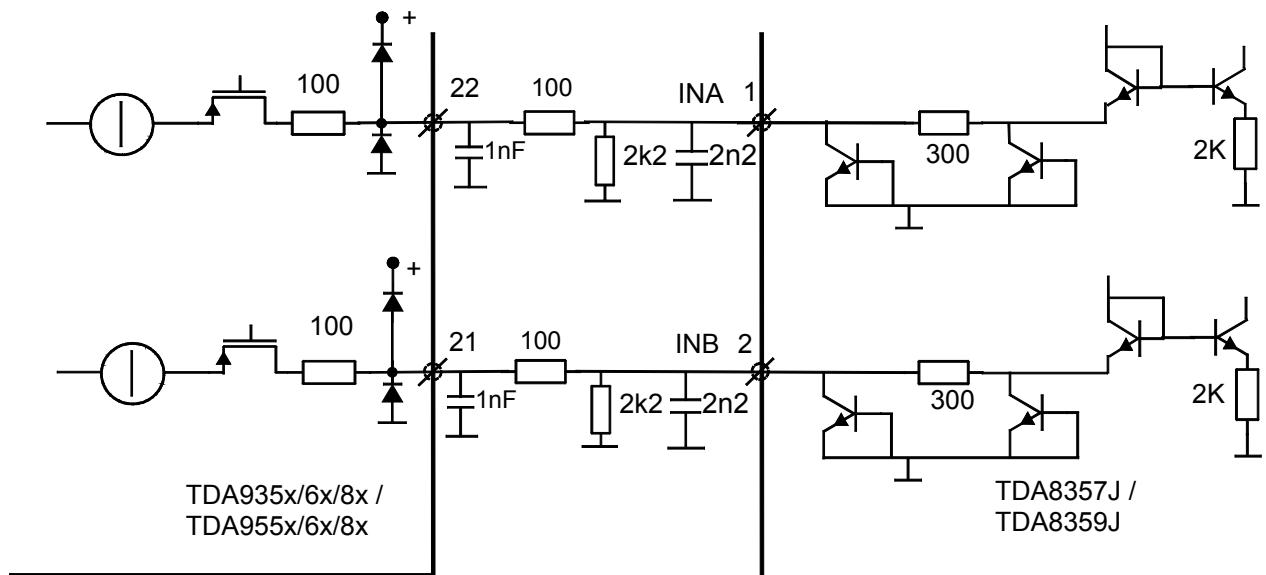 +
100
22
100
INA 1
1nF
2k2
2n2
300
2K
+
100
21
100
INB 2
1nF
2k2
2n2
300
2K
TDA935x/6x/8x /
TDA955x/6x/8x
TDA8357J /
TDA8359J